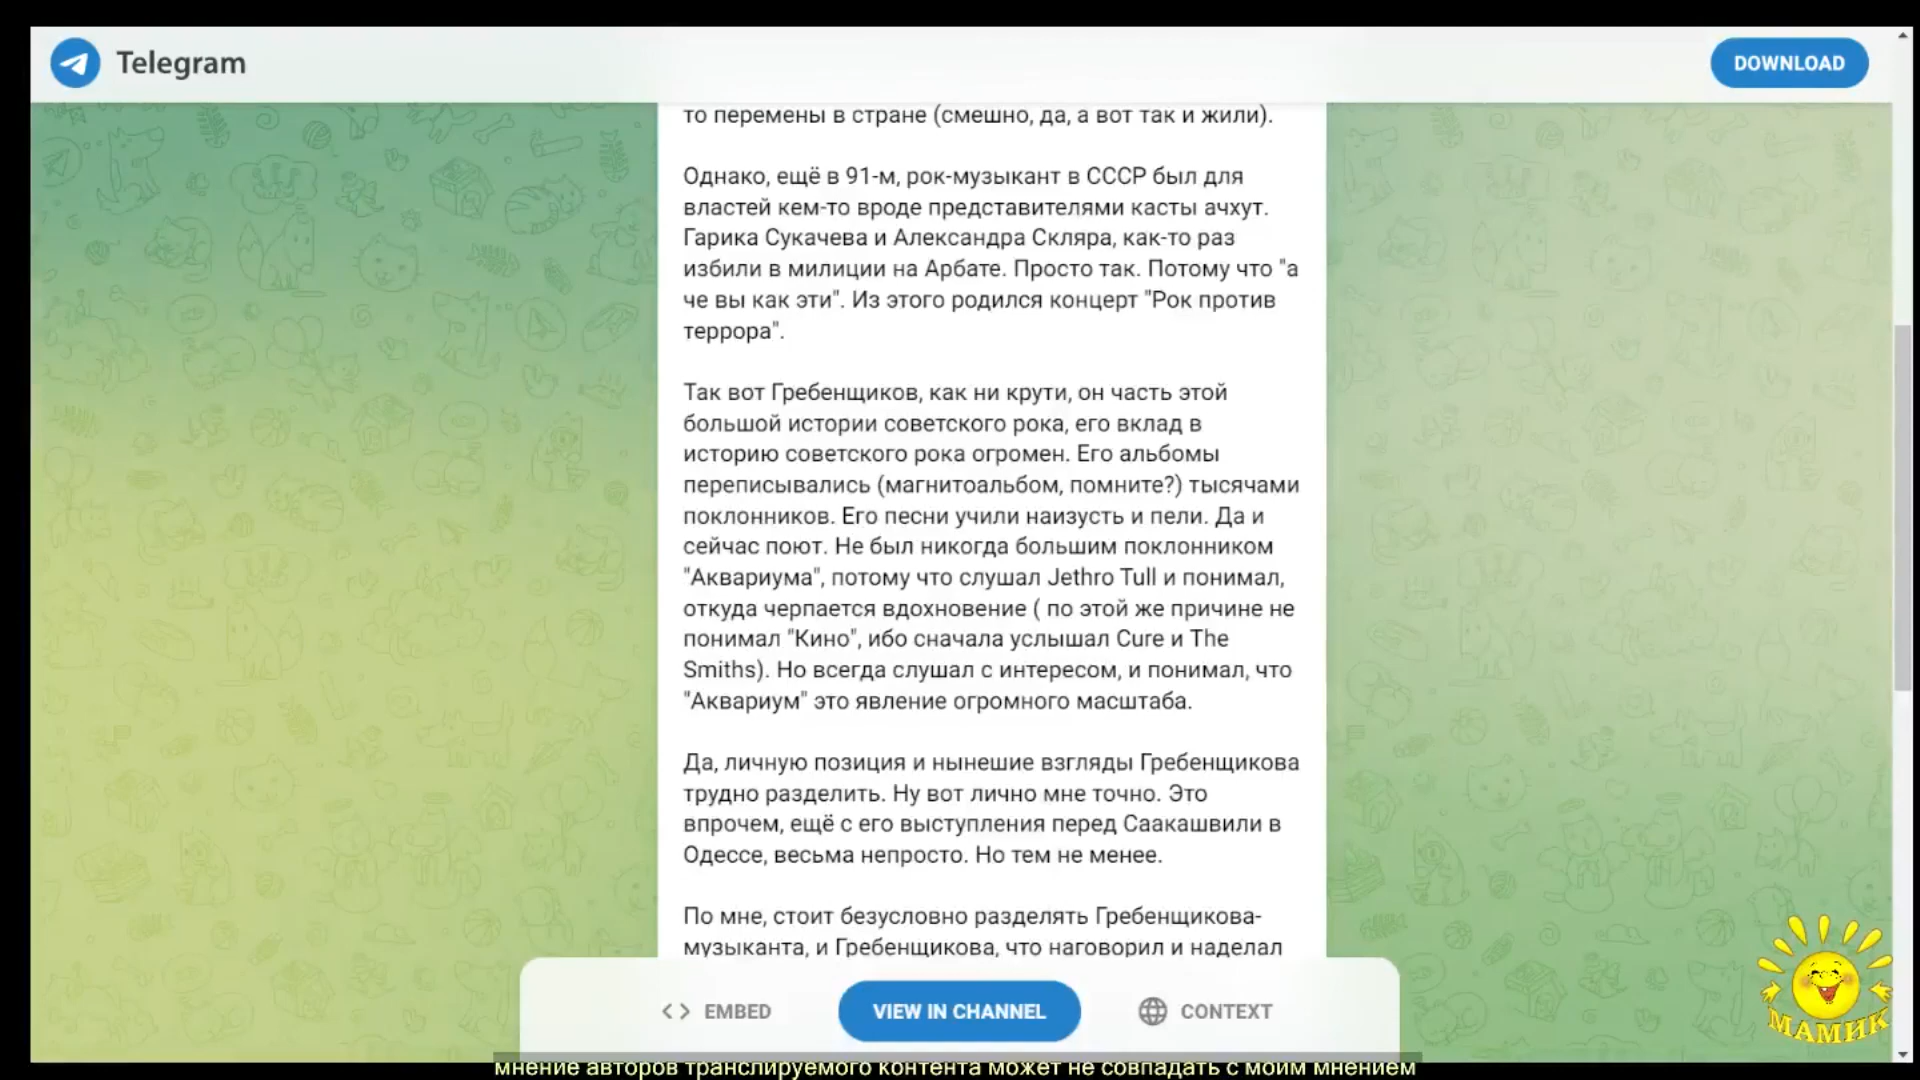 Telegram
DOWNLOAD
то перемены в стране (смешно, да, а вот так и жили).
Однако, ещё в 91-м, рок-музыкант в СССР был для
властей кем-то вроде представителями касты ачхут.
Гарика Сукачева и Александра Скляра, как-то раз
избили в милиции на Арбате. Просто так. Потому что "а
че вы как эти". Из этого родился концерт "Рок против
террора".
Так вот Гребенщиков, как ни крути, он часть этой
большой истории советского рока, его вклад в
историю советского рока огромен. Его альбомы
переписывались (магнитоальбом, помните?) тысячами
поклонников. Его песни учили наизусть и пели. Да и
сейчас поют. Не был никогда большим поклонником
"Аквариума", потому что слушал Jethro Tull и понимал,
откуда черпается вдохновение ( по этой же причине не
понимал "Кино", ибо сначала услышал Cure и The
Smiths). Но всегда слушал с интересом, и понимал, что
"Аквариум" это явление огромного масштаба.
Да, личную позиция и нынешие взгляды Гребенщикова
трудно разделить. Ну вот лично мне точно. Это
впрочем, ещё с его выступления перед Саакашвили в
Одессе, весьма непросто. Но тем не менее.
По мне, стоит безусловно разделять Гребенщикова-
музыканта, и Гребенщикова, что наговорил и наделал
EMBED
VIEW IN CHANNEL
CONTEXT
МАМИК
мнение авторов транслируемого контента может не совпадать с моим мнением